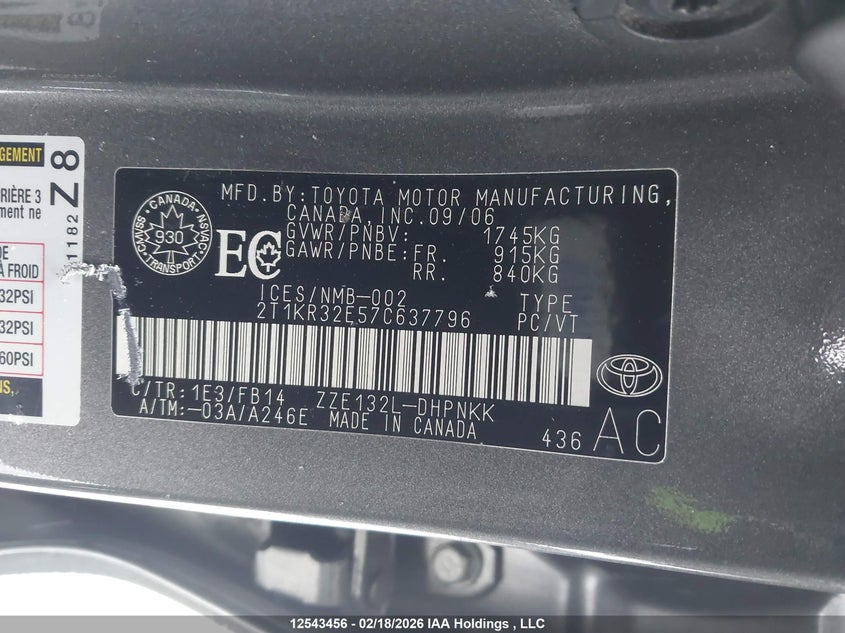 GEMENT
RIÈRE 3
ment ne
DE
A FROID
32PSI
32PSI
60PSI
NS,
1182
Z 8
MFD.BY:TOYOTA MOTOR MANUFACTURING,
CANADA, INC.09/06
GVWR/PNBV: 1745KG
GAWR/PNBE:FR. 915KG
RR. 840KG
CANADA
CMVSS NSVAC
930
TRANSPORT
EC
ICES/NMB-002 TYPE
2T1KR32E57C637796 PC/VT
C/TR:1E3/FB14 ZZE132L-DHPNKK
A/TM:-03A/A246E MADE IN CANADA
436 AC
12543456 - 02/18/2026 IAA Holdings , LLC